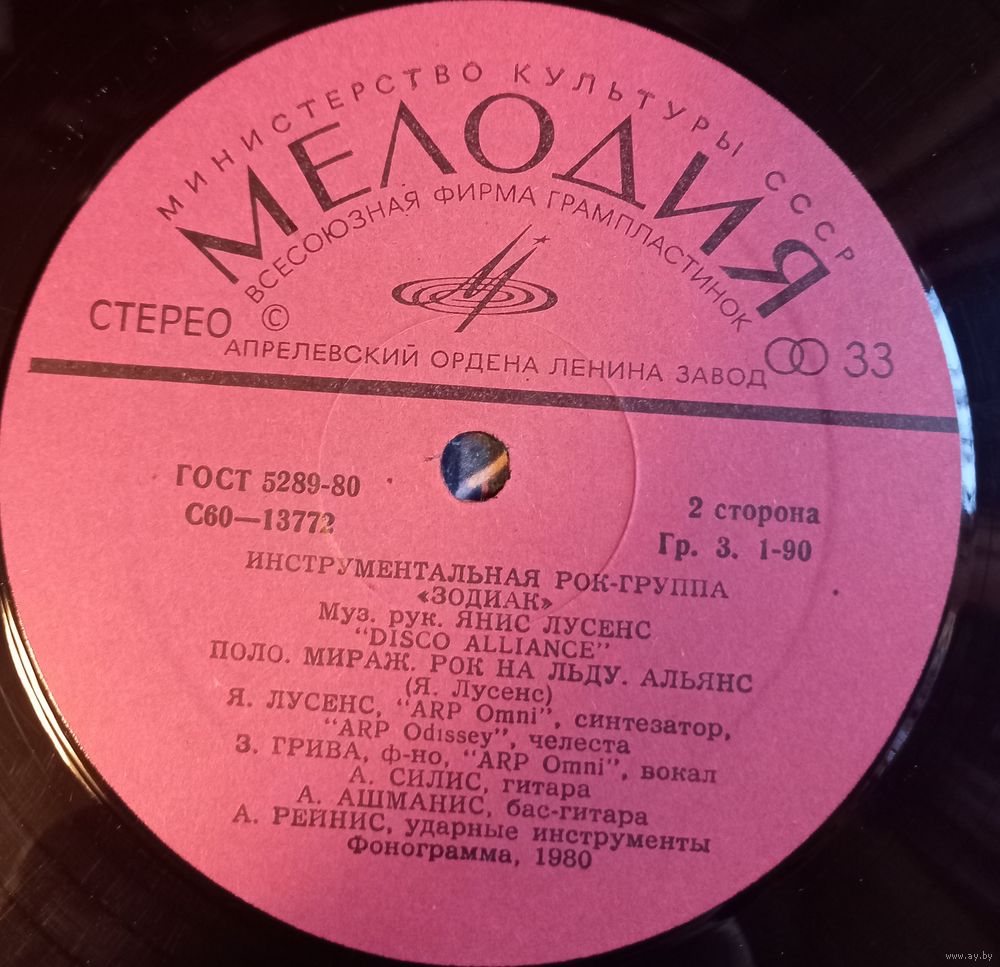 МИНИСТЕРСТВО КУЛЬТУРЫ СССР
МЕЛОДИЯ
ВСЕСОЮЗНАЯ ФИРМА ГРАМПЛАСТИНОК
СТЕРЕО
©
33
АПРЕЛЕВСКИЙ ОРДЕНА ЛЕНИНА ЗАВОД
ГОСТ 5289-80
С60—13772
2 сторона
Гр. 3. 1-90
ИНСТРУМЕНТАЛЬНАЯ РОК-ГРУППА
«ЗОДИАК»
Муз. рук. ЯНИС ЛУСЕНС
"DISCO ALLIANCE"
ПОЛО. МИРАЖ. РОК НА ЛЬДУ. АЛЬЯНС
(Я. Лусенс)
Я. ЛУСЕНС, "ARP Omni", синтезатор,
"ARP Odissey", челеста
З. ГРИВА, ф-но, "ARP Omni", вокал
А. СИЛИС, гитара
А. АШМАНИС, бас-гитара
А. РЕЙНИС, ударные инструменты
Фонограмма, 1980
www.ay.by